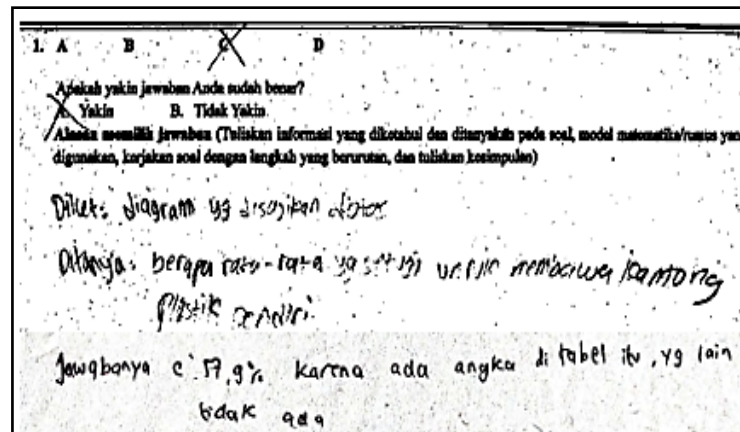 1. A B C D
Apakah yakin jawaban Anda sudah benar?
A. Yakin B. Tidak Yakin
Alasan memilih jawaban (Tuliskan informasi yang diketahui dan ditanyakan pada soal, model matematika/rumus yang
digunakan, kerjakan soal dengan langkah yang berurutan, dan tuliskan kesimpulan)
Diket: diagram yg disajikan diatas
Ditanya: berapa rata-rata yg setuju untuk membawa kantong
plastik sendiri
Jawabanya C. 57,9% karena ada angka di tabel itu, yg lain
tidak ada